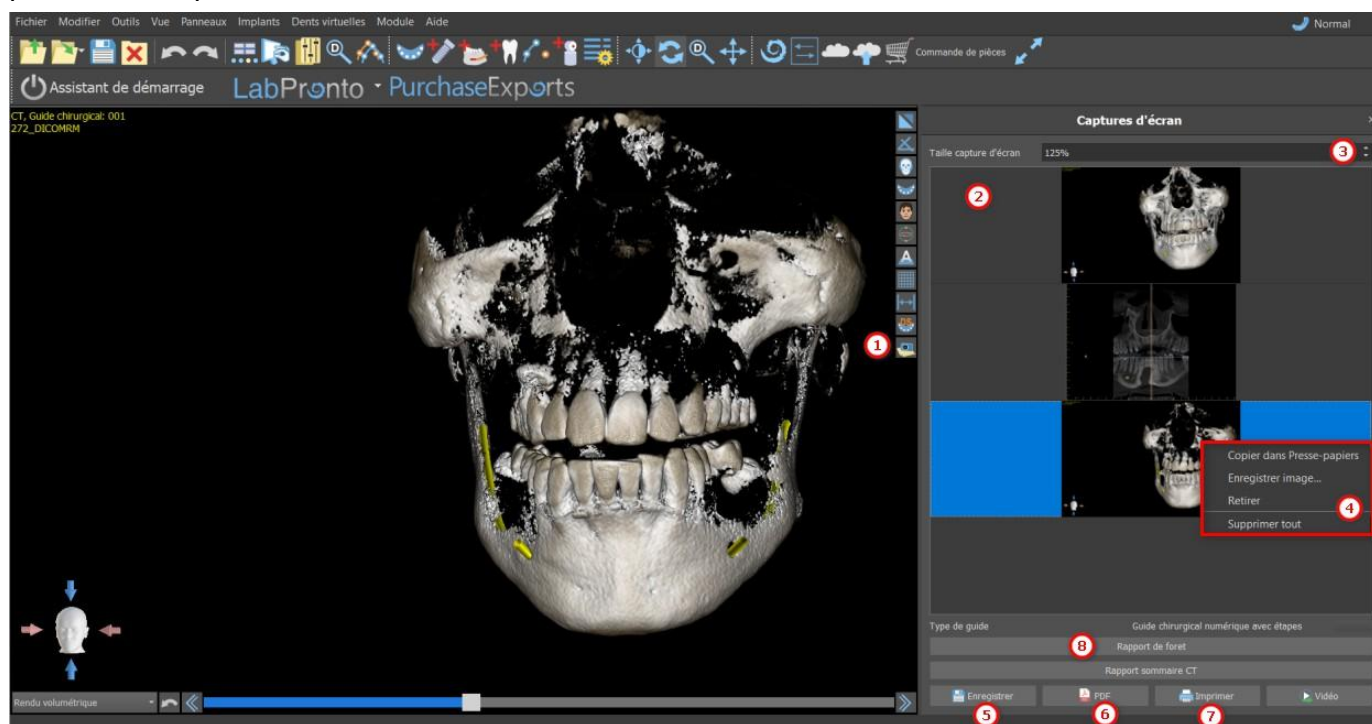 Fichier Modifier Outils Vue Panneaux Implants Dents virtuelles Module Aide
Normal
Commande de pièces
Assistant de démarrage LabPronto PurchaseExperts
CT, Guide chirurgical: 001
272_DICOMRM
Captures d'écran
Taille capture d'écran 125% 3
2
1
Copier dans Presse-papiers
Enregistrer image...
Retirer
4
Supprimer tout
Type de guide Guide chirurgical numérique avec étapes
8 Rapport de foret
Rapport sommaire CT
Rendu volumétrique
Enregistrer PDF Imprimer Vidéo
5 6 7